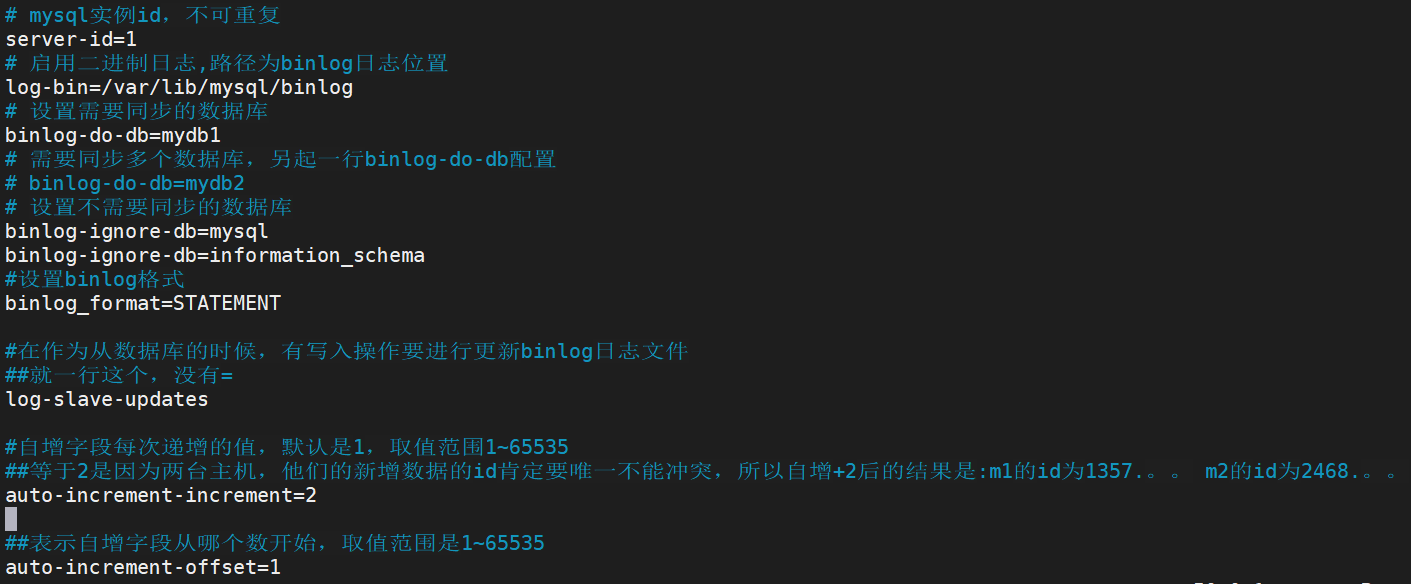 # mysql实例id，不可重复
server-id=1
# 启用二进制日志,路径为binlog日志位置
log-bin=/var/lib/mysql/binlog
# 设置需要同步的数据库
binlog-do-db=mydb1
# 需要同步多个数据库，另起一行binlog-do-db配置
# binlog-do-db=mydb2
# 设置不需要同步的数据库
binlog-ignore-db=mysql
binlog-ignore-db=information_schema
#设置binlog格式
binlog_format=STATEMENT
#在作为从数据库的时候，有写入操作要进行更新binlog日志文件
##就一行这个，没有=
log-slave-updates
#自增字段每次递增的值，默认是1，取值范围1~65535
##等于2是因为两台主机，他们的新增数据的id肯定要唯一不能冲突，所以自增+2后的结果是:m1的id为1357.。。 m2的id为2468.。。
auto-increment-increment=2
##表示自增字段从哪个数开始，取值范围是1~65535
auto-increment-offset=1